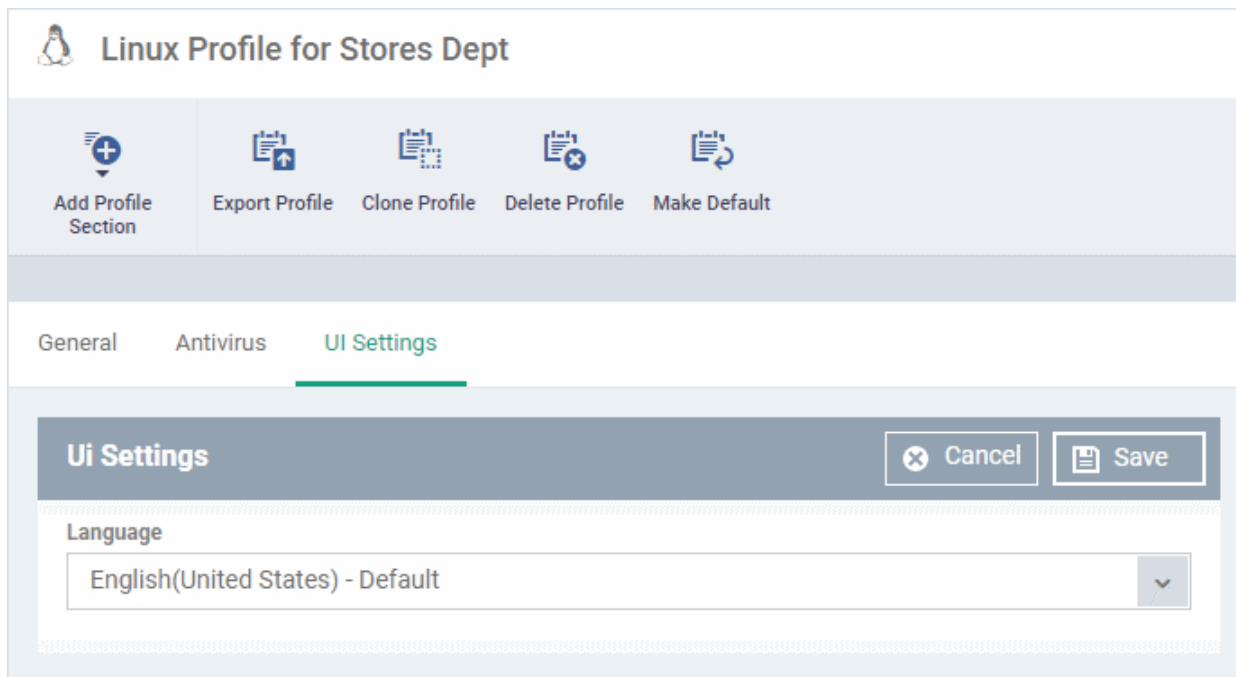 Linux Profile for Stores Dept
Add Profile
Section
Export Profile
Clone Profile
Delete Profile
Make Default
General
Antivirus
UI Settings
Ui Settings
Cancel
Save
Language
English(United States) - Default